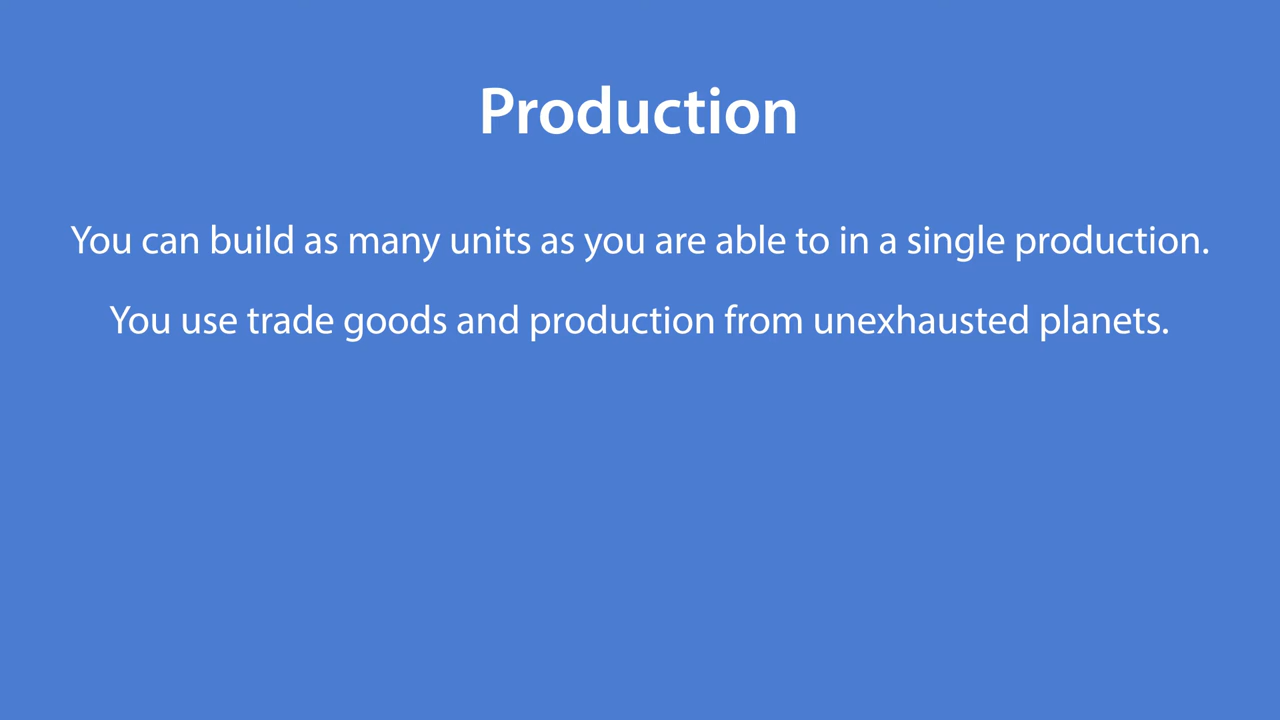 Production
You can build as many units as you are able to in a single production.
You use trade goods and production from unexhausted planets.